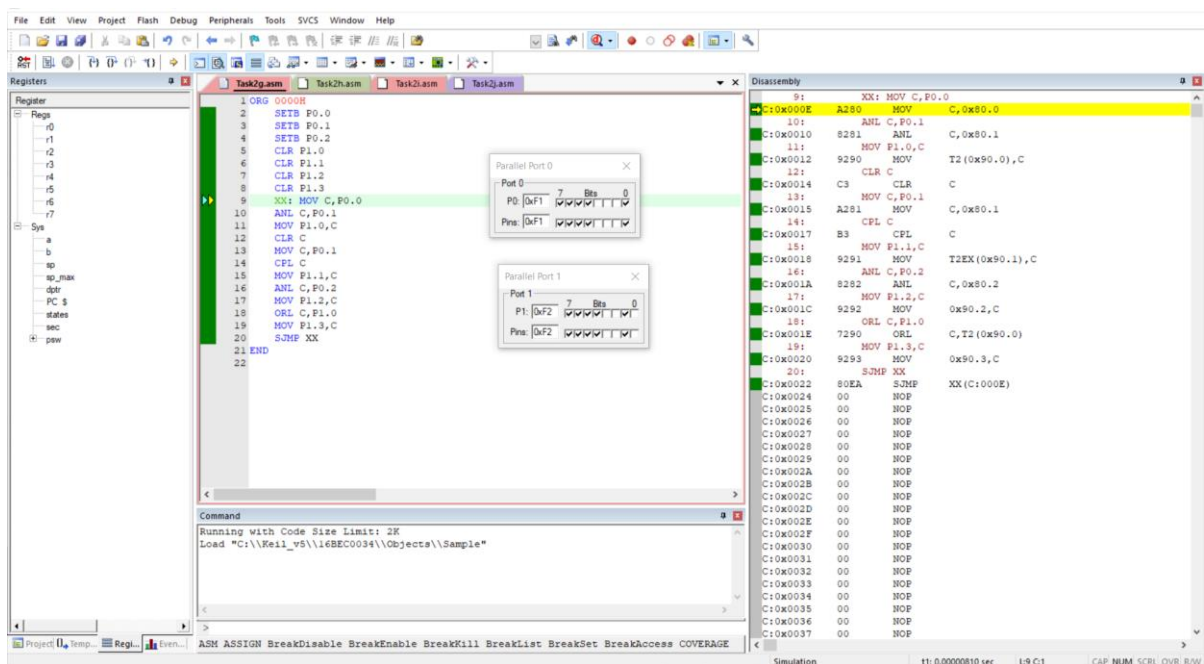 File Edit View Project Flash Debug Peripherals Tools SVCS Window Help
Registers
Register
Regs
r0
r1
r2
r3
r4
r5
r6
r7
Sys
a
b
sp
sp_max
dptr
PC $
states
sec
psw
Project Temp... Regi... Even...
Task2g.asm Task2h.asm Task2i.asm Task2j.asm
1 ORG 0000H
2 SETB P0.0
3 SETB P0.1
4 SETB P0.2
5 CLR P1.0
6 CLR P1.1
7 CLR P1.2
8 CLR P1.3
9 XX: MOV C,P0.0
10 ANL C,P0.1
11 MOV P1.0,C
12 CLR C
13 MOV C,P0.1
14 CPL C
15 MOV P1.1,C
16 ANL C,P0.2
17 MOV P1.2,C
18 ORL C,P1.0
19 MOV P1.3,C
20 SJMP XX
21 END
22
Parallel Port 0
Port 0
7 Bits 0
P0: 0xF1
Pins: 0xF1
Parallel Port 1
Port 1
7 Bits 0
P1: 0xF2
Pins: 0xF2
Command
Running with Code Size Limit: 2K
Load "C:\\Keil_v5\\16BEC0034\\Objects\\Sample"
>
ASM ASSIGN BreakDisable BreakEnable BreakKill BreakList BreakSet BreakAccess COVERAGE
Disassembly
9: XX: MOV C,P0.0
C:0x000E A280 MOV C,0x80.0
10: ANL C,P0.1
C:0x0010 8281 ANL C,0x80.1
11: MOV P1.0,C
C:0x0012 9290 MOV T2(0x90.0),C
12: CLR C
C:0x0014 C3 CLR C
13: MOV C,P0.1
C:0x0015 A281 MOV C,0x80.1
14: CPL C
C:0x0017 B3 CPL C
15: MOV P1.1,C
C:0x0018 9291 MOV T2EX(0x90.1),C
16: ANL C,P0.2
C:0x001A 8282 ANL C,0x80.2
17: MOV P1.2,C
C:0x001C 9292 MOV 0x90.2,C
18: ORL C,P1.0
C:0x001E 7290 ORL C,T2(0x90.0)
19: MOV P1.3,C
C:0x0020 9293 MOV 0x90.3,C
20: SJMP XX
C:0x0022 80EA SJMP XX(C:000E)
C:0x0024 00 NOP
C:0x0025 00 NOP
C:0x0026 00 NOP
C:0x0027 00 NOP
C:0x0028 00 NOP
C:0x0029 00 NOP
C:0x002A 00 NOP
C:0x002B 00 NOP
C:0x002C 00 NOP
C:0x002D 00 NOP
C:0x002E 00 NOP
C:0x002F 00 NOP
C:0x0030 00 NOP
C:0x0031 00 NOP
C:0x0032 00 NOP
C:0x0033 00 NOP
C:0x0034 00 NOP
C:0x0035 00 NOP
C:0x0036 00 NOP
C:0x0037 00 NOP
Simulation t1: 0.00000810 sec L:9 C:1 CAP NUM SCRL OVR R/W